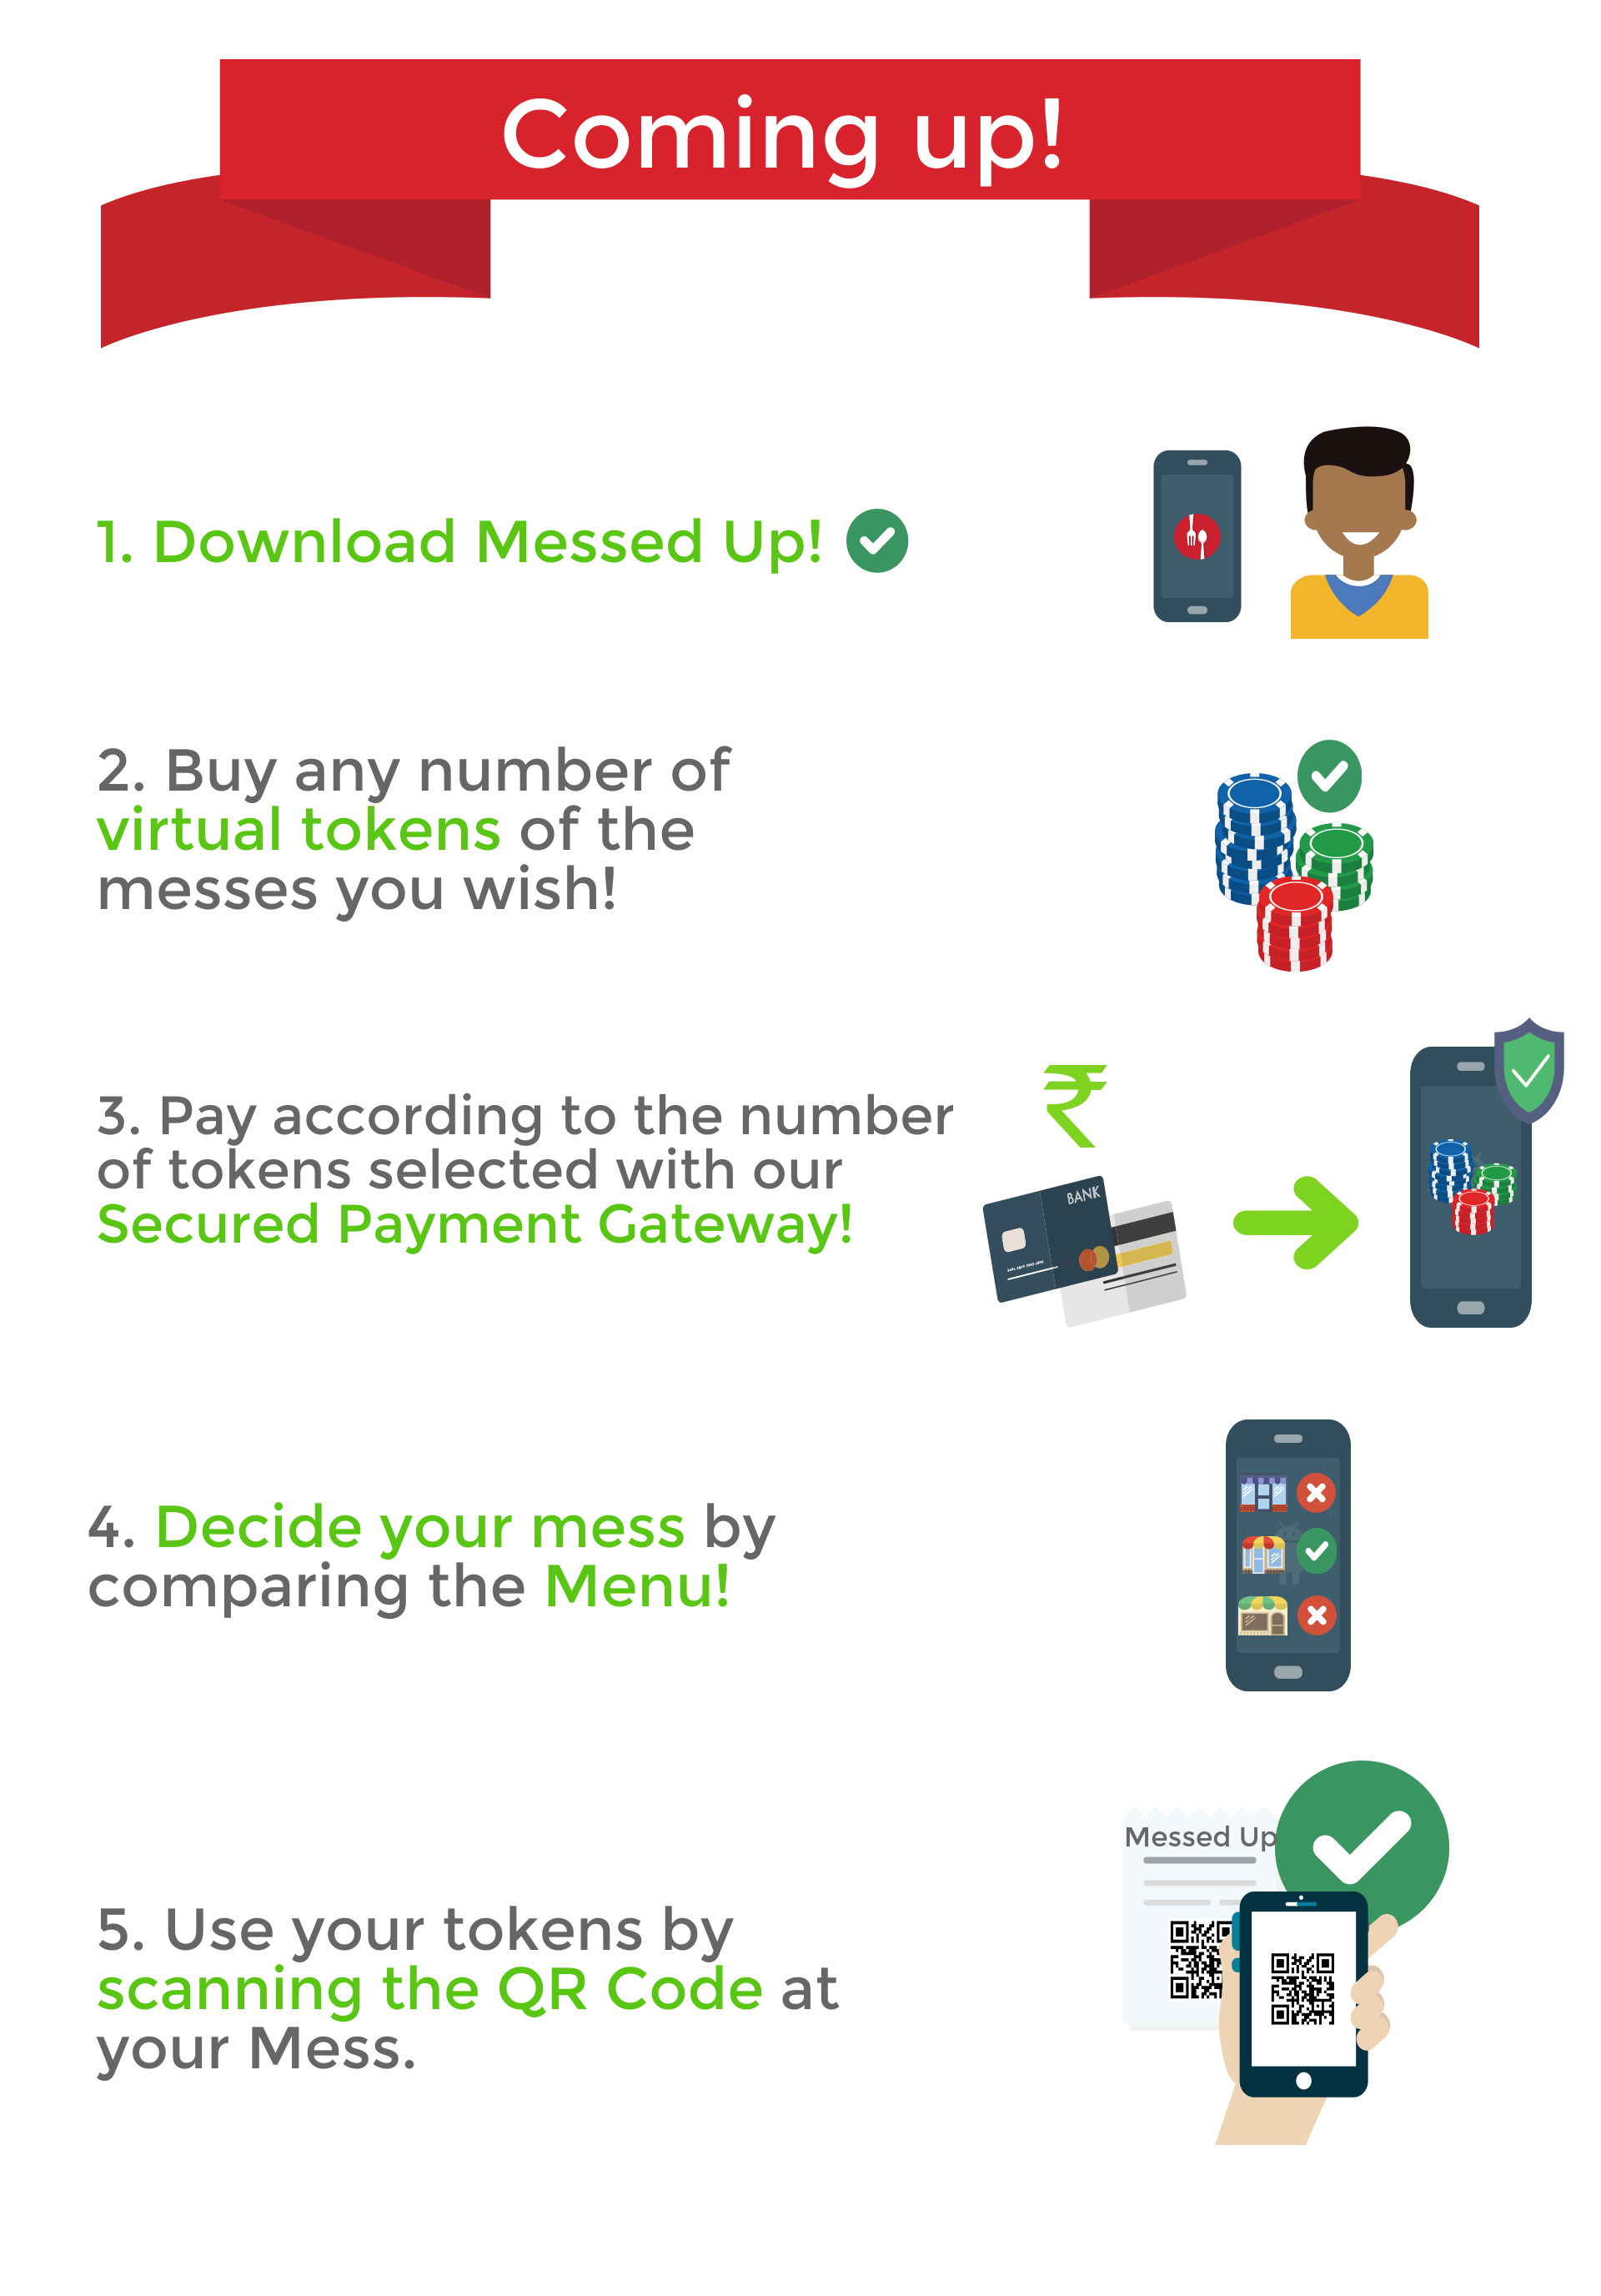 Coming up!
1. Download Messed Up!
2. Buy any number of
virtual tokens of the
messes you wish!
3. Pay according to the number
of tokens selected with our
Secured Payment Gateway!
₹
BANK
4. Decide your mess by
comparing the Menu!
Messed Up
5. Use your tokens by
scanning the QR Code at
your Mess.